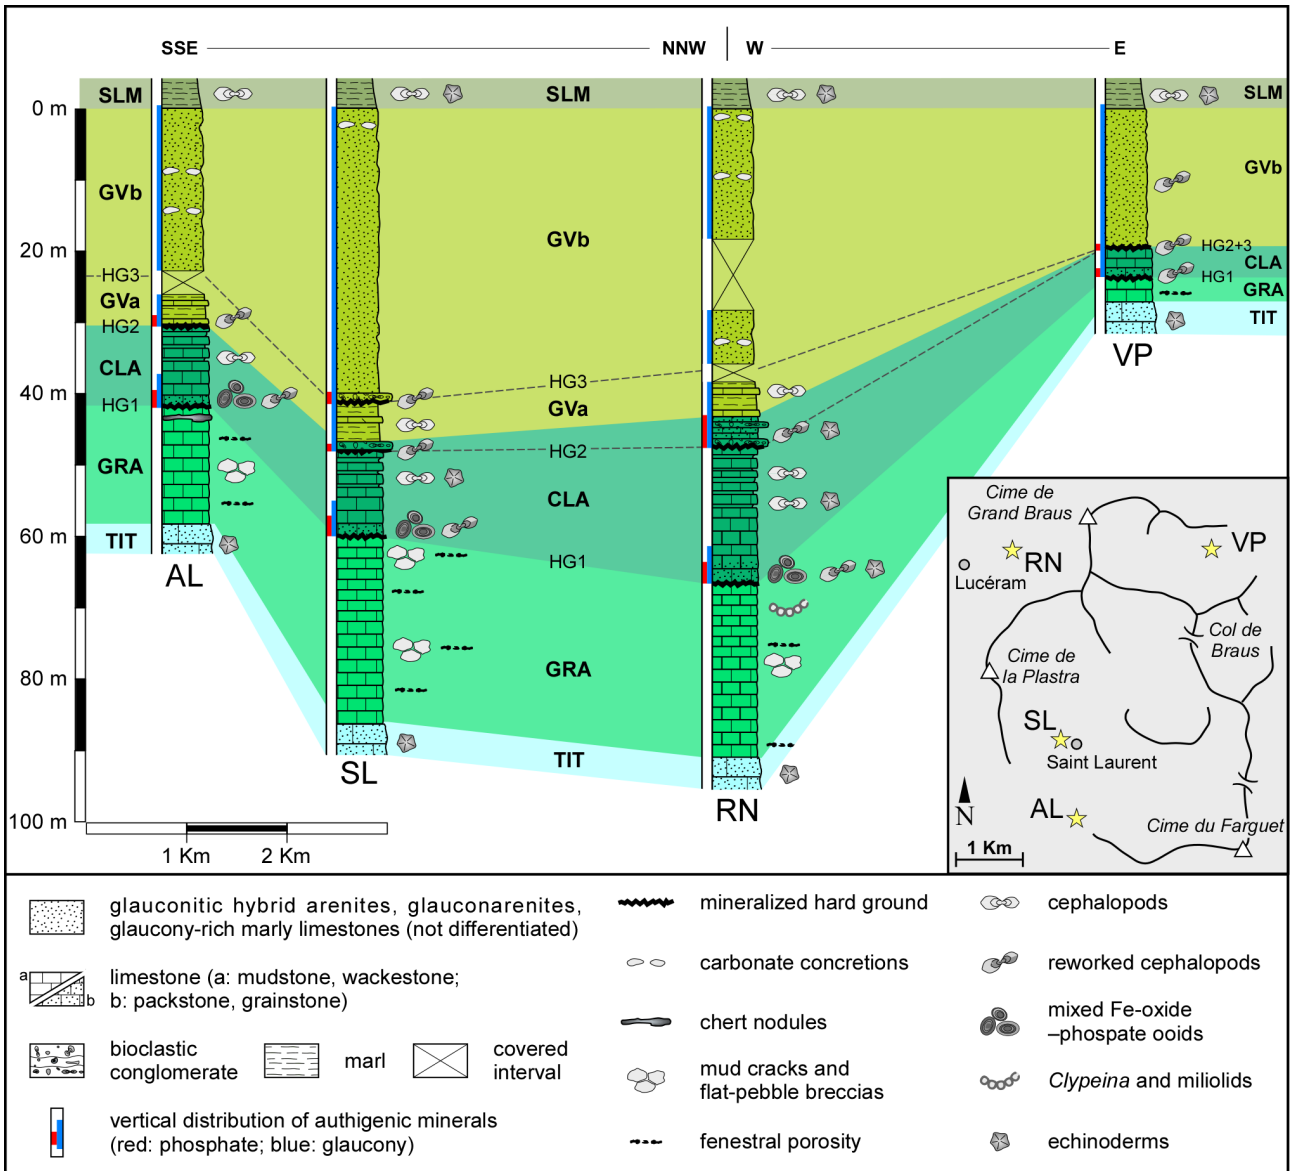 SSE NNW W E
SLM SLM SLM
0 m
GVb GVb GVb
20 m
HG3 HG2+3
CLA
GVa HG1
GRA
HG2 TIT
CLA VP
HG3
40 m
HG1 GVa
HG2
GRA CLA
60 m
TIT HG1
AL
80 m
GRA
TIT
SL
RN
100 m
1 Km 2 Km
Cime de
Grand Braus
VP
RN
Lucéram
Col de
Braus
Cime de
la Plastra
SL
Saint Laurent
AL
N
Cime du Farguet
1 Km
glauconitic hybrid arenites, glauconarenites,
glaucony-rich marly limestones (not differentiated)
a
b
limestone (a: mudstone, wackestone;
b: packstone, grainstone)
bioclastic
conglomerate
marl
covered
interval
vertical distribution of authigenic minerals
(red: phosphate; blue: glaucony)
mineralized hard ground
carbonate concretions
chert nodules
mud cracks and
flat-pebble breccias
fenestral porosity
cephalopods
reworked cephalopods
mixed Fe-oxide
–phospate ooids
Clypeina and miliolids
echinoderms